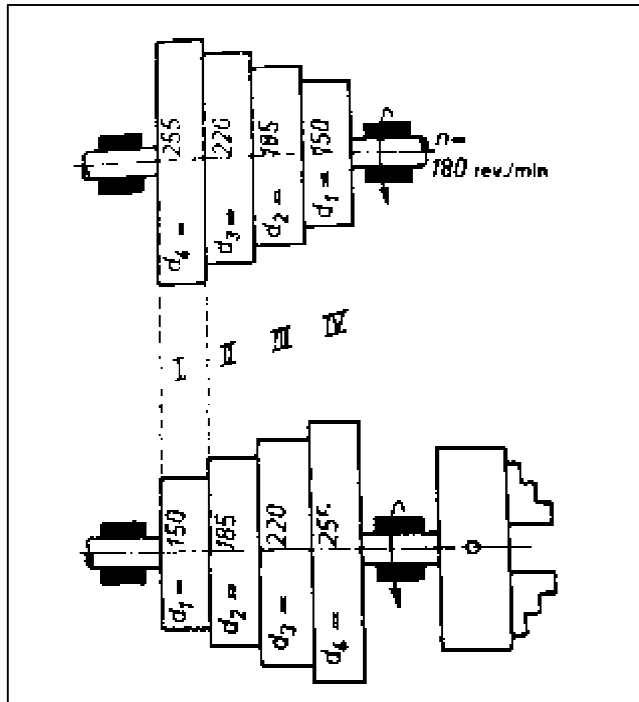 d4 = 255
d3 = 220
d2 = 185
d1 = 150
n =
180 rev./min
I
II
III
IV
d1 = 150
d2 = 185
d3 = 220
d4 = 255